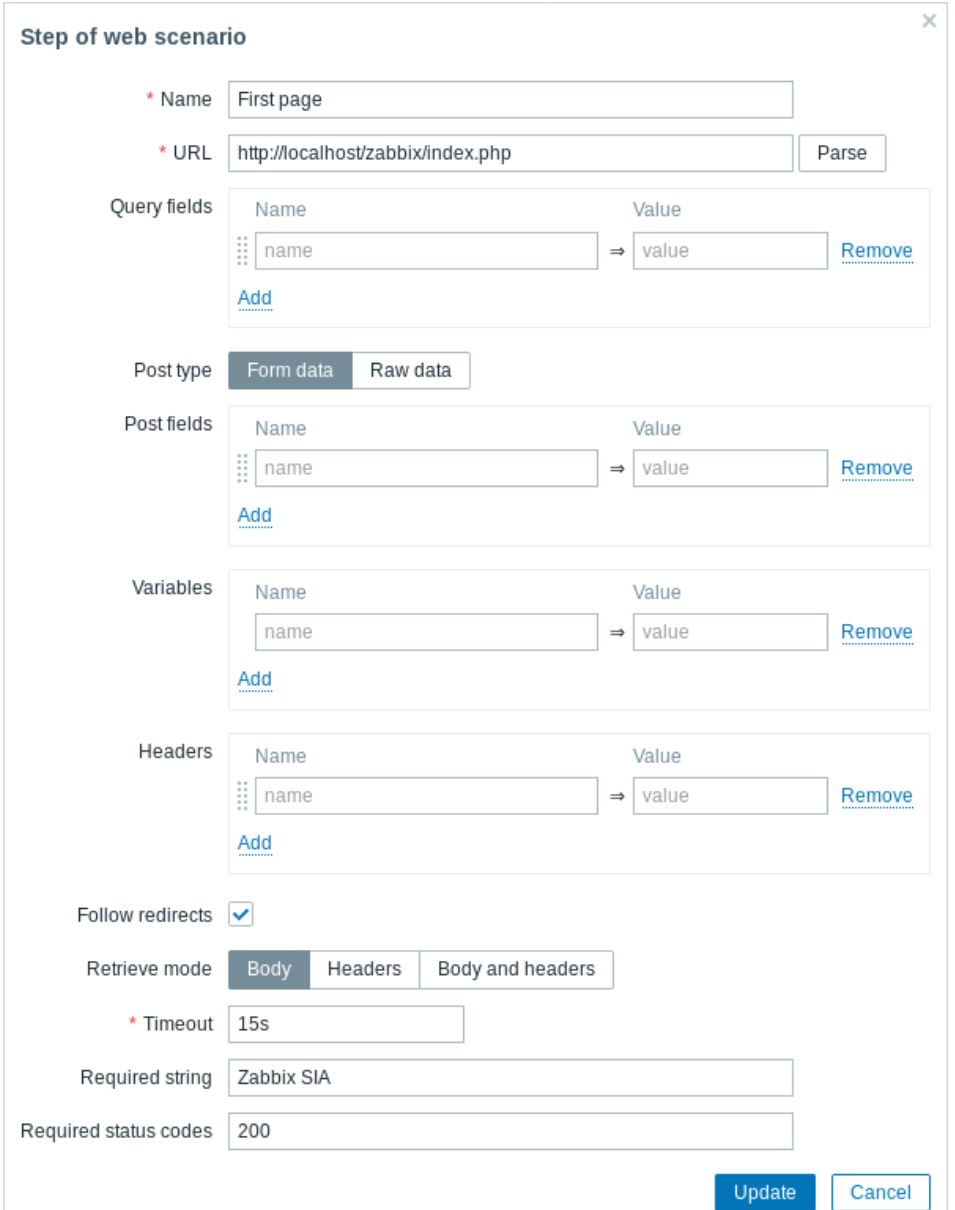 Step of web scenario ×
* Name First page
* URL http://localhost/zabbix/index.php Parse
Query fields Name Value
name ⇒ value Remove
Add
Post type Form data Raw data
Post fields Name Value
name ⇒ value Remove
Add
Variables Name Value
name ⇒ value Remove
Add
Headers Name Value
name ⇒ value Remove
Add
Follow redirects
Retrieve mode Body Headers Body and headers
* Timeout 15s
Required string Zabbix SIA
Required status codes 200
Update Cancel